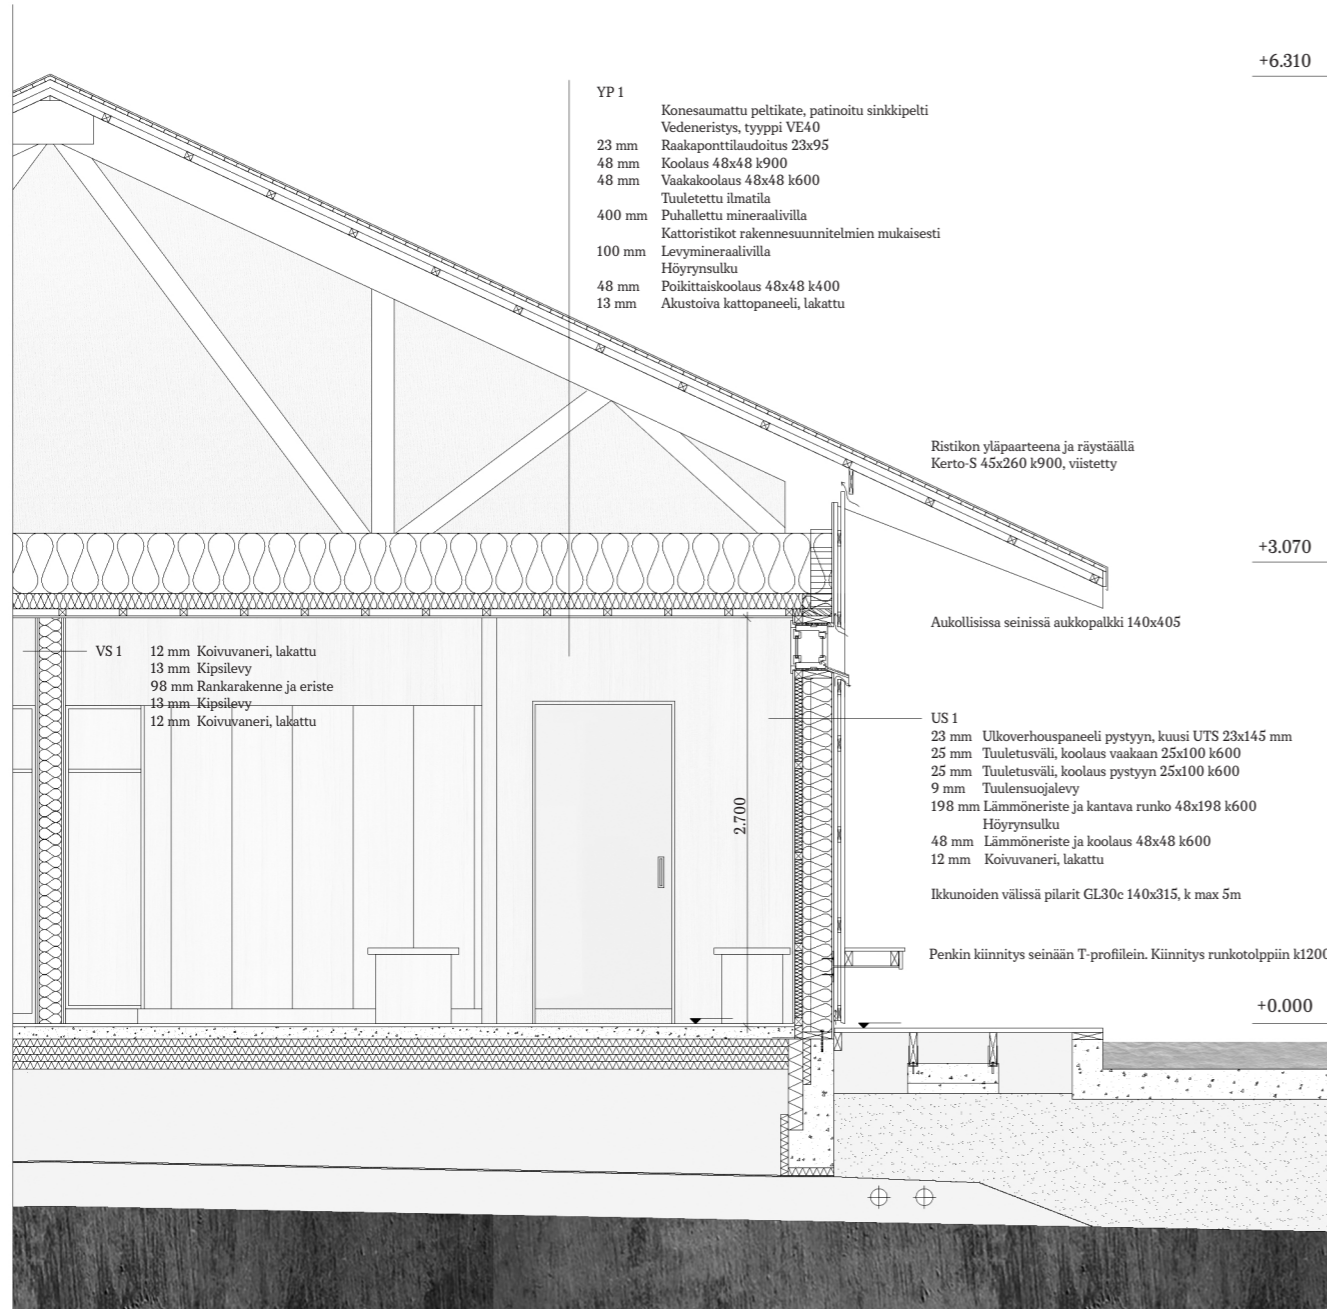 +6.310
YP 1
Konesaumattu peltikate, patinoitu sinkkipelti
Vedeneristys, tyyppi VE40
23 mm Raakaponttilaudoitus 23x95
48 mm Koolaus 48x48 k900
48 mm Vaakakoolaus 48x48 k600
Tuuletettu ilmatila
400 mm Puhallettu mineraalivilla
Kattoristikot rakennesuunnitelmien mukaisesti
100 mm Levymineraalivilla
Höyrynsulku
48 mm Poikittaiskoolaus 48x48 k400
13 mm Akustoiva kattopaneeli, lakattu
Ristikon yläpaarteena ja räystäällä
Kerto-S 45x260 k900, viistetty
+3.070
Aukollisissa seinissä aukkopalkki 140x405
VS 1 12 mm Koivuvaneri, lakattu
13 mm Kipsilevy
98 mm Rankarakenne ja eriste
13 mm Kipsilevy
12 mm Koivuvaneri, lakattu
2.700
US 1
23 mm Ulkoverhouspaneeli pystyyn, kuusi UTS 23x145 mm
25 mm Tuuletusväli, koolaus vaakaan 25x100 k600
25 mm Tuuletusväli, koolaus pystyyn 25x100 k600
9 mm Tuulensuojalevy
198 mm Lämmöneriste ja kantava runko 48x198 k600
Höyrynsulku
48 mm Lämmöneriste ja koolaus 48x48 k600
12 mm Koivuvaneri, lakattu
Ikkunoiden välissä pilarit GL30c 140x315, k max 5m
Penkin kiinnitys seinään T-profiilein. Kiinnitys runkotolppiin k1200
+0.000